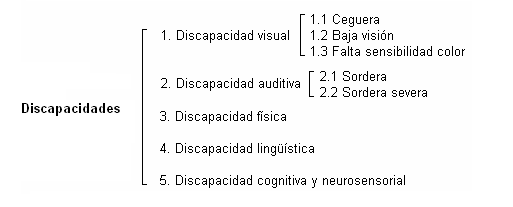 1.1 Ceguera
1. Discapacidad visual
1.2 Baja visión
1.3 Falta sensibilidad color
2. Discapacidad auditiva
2.1 Sordera
2.2 Sordera severa
Discapacidades
3. Discapacidad física
4. Discapacidad lingüística
5. Discapacidad cognitiva y neurosensorial